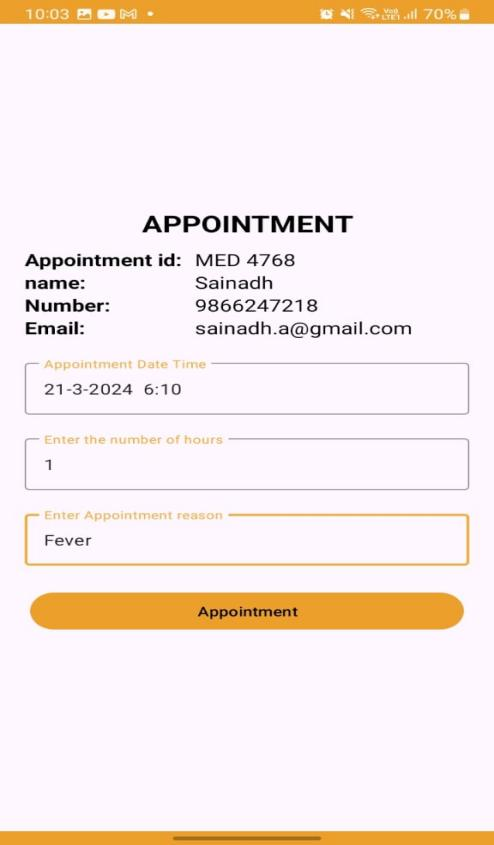 10:03 70%
APPOINTMENT
Appointment id: MED 4768
name: Sainadh
Number: 9866247218
Email: sainadh.a@gmail.com
Appointment Date Time
21-3-2024 6:10
Enter the number of hours
1
Enter Appointment reason
Fever
Appointment